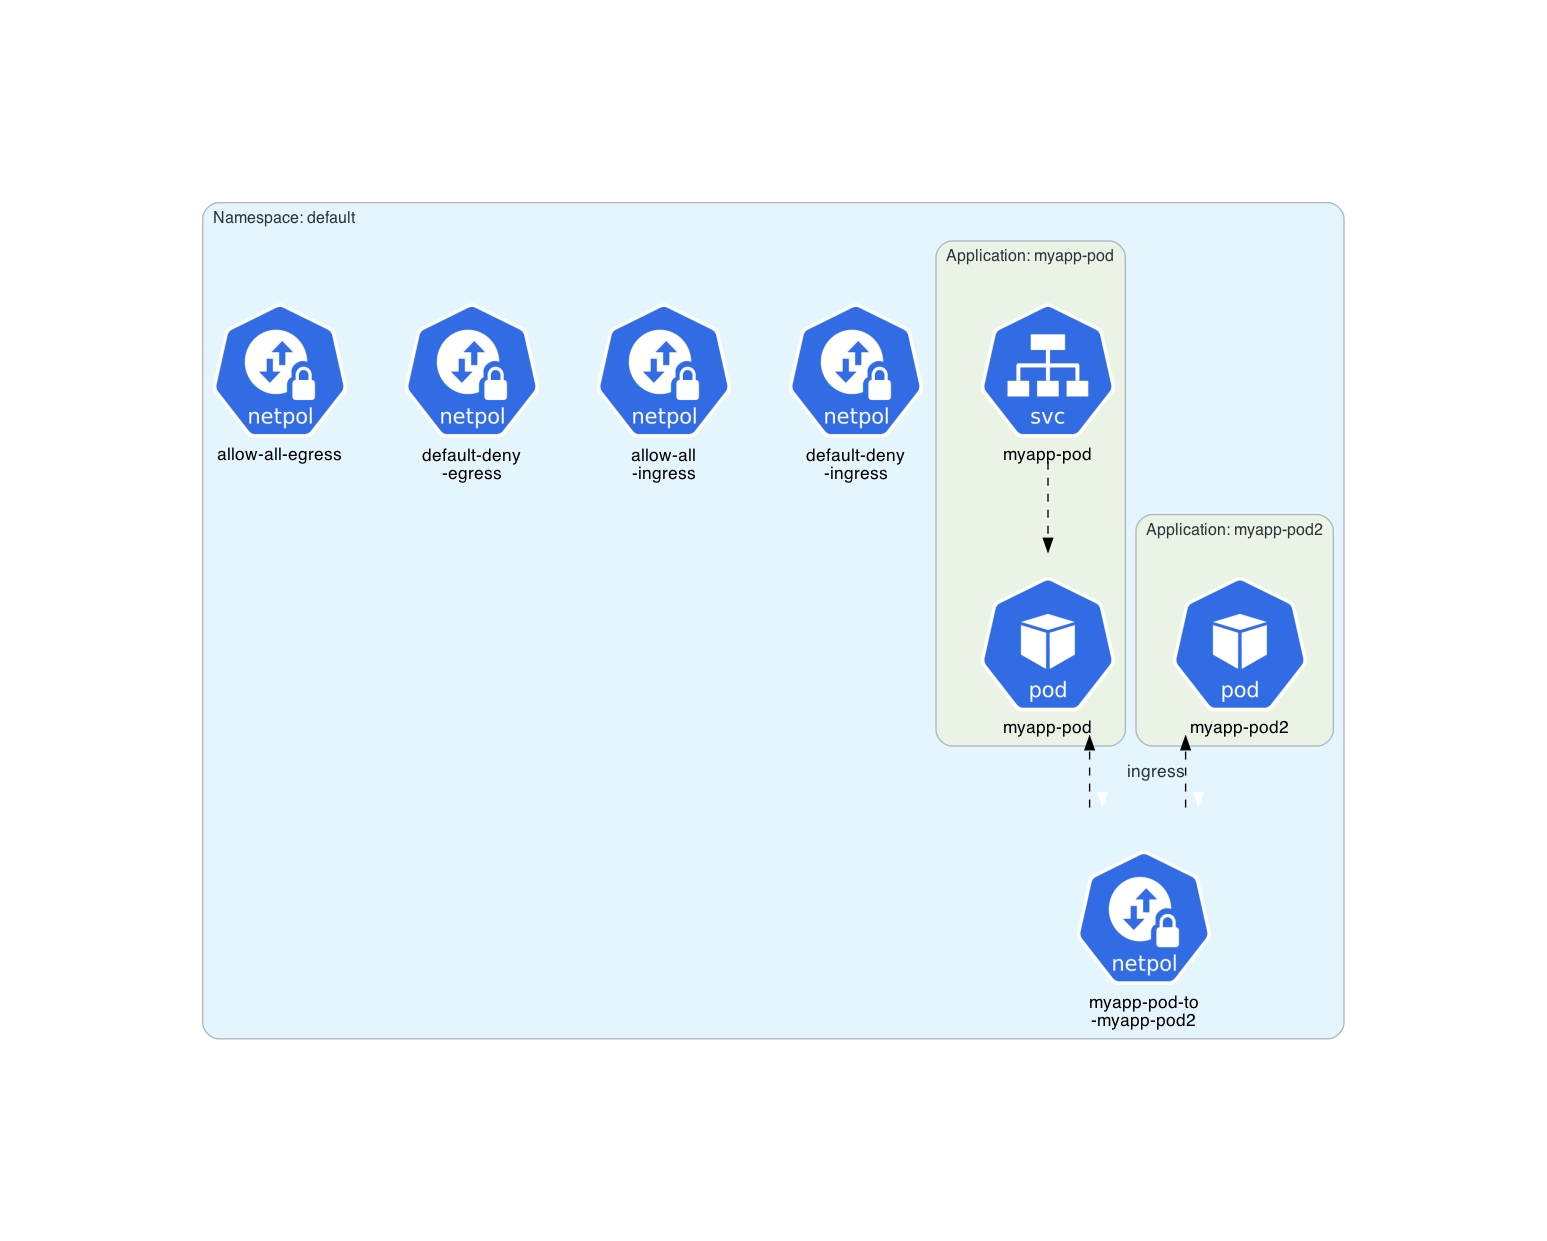 Namespace: default
Application: myapp-pod
netpol
netpol
netpol
netpol
svc
allow-all-egress
default-deny
-egress
allow-all
-ingress
default-deny
-ingress
myapp-pod
Application: myapp-pod2
pod
pod
myapp-pod
myapp-pod2
ingress
netpol
myapp-pod-to
-myapp-pod2